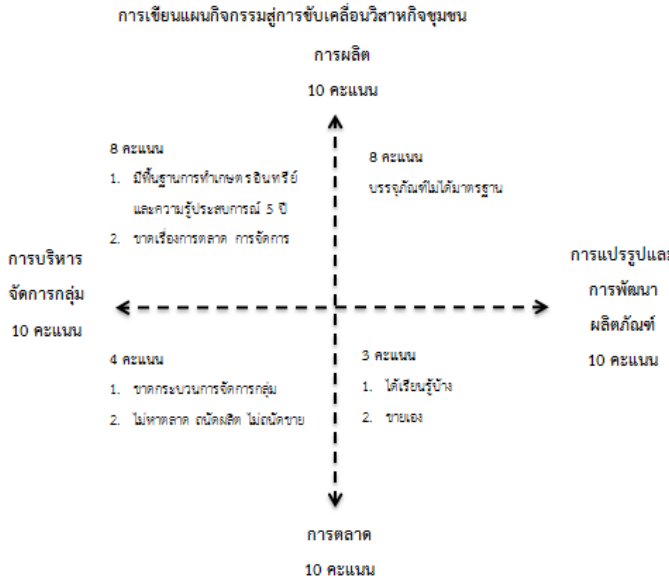 การเขียนแผนกิจกรรมสู่การขับเคลื่อนวิสาหกิจชุมชน
การผลิต
10 คะแนน
8 คะแนน
1. มีพื้นฐานการทำเกษตรอินทรีย์
และความรู้ประสบการณ์ 5 ปี
2. ขาดเรื่องการตลาด การจัดการ
8 คะแนน
บรรจุภัณฑ์ไม่ได้มาตรฐาน
การบริหาร
จัดการกลุ่ม
10 คะแนน
การแปรรูปและ
การพัฒนา
ผลิตภัณฑ์
10 คะแนน
4 คะแนน
1. ขาดกระบวนการจัดการกลุ่ม
2. ไม่หาตลาด ถนัดผลิต ไม่ถนัดขาย
3 คะแนน
1. ได้เรียนรู้บ้าง
2. ขายเอง
การตลาด
10 คะแนน